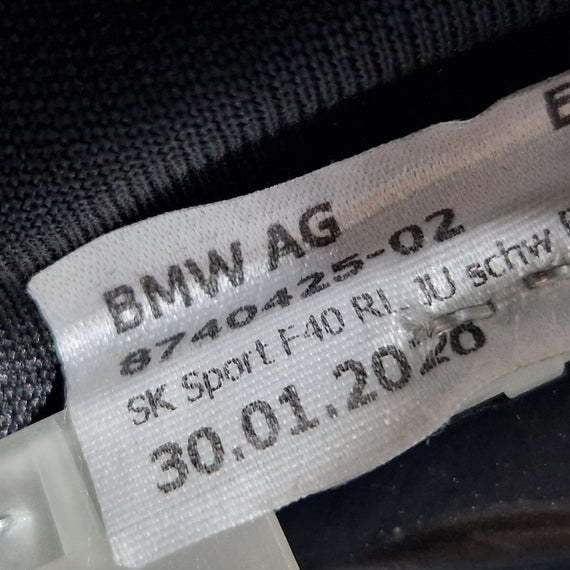 BMW AG
8740425-02
SK Sport F40 RL JU schw
30.01.2020
E